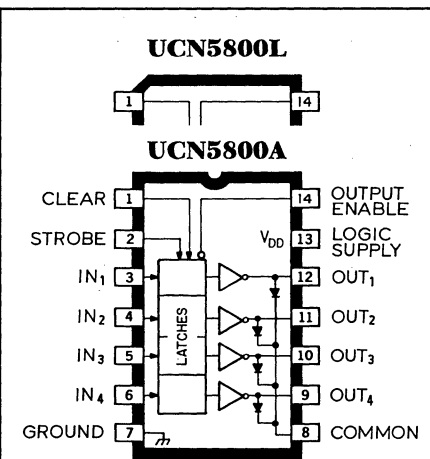 UCN5800L
1 14
UCN5800A
CLEAR 1 14 OUTPUT ENABLE
STROBE 2 V_DD 13 LOGIC SUPPLY
IN₁ 3 12 OUT₁
IN₂ 4 11 OUT₂
LATCHES
IN₃ 5 10 OUT₃
IN₄ 6 9 OUT₄
GROUND 7 8 COMMON